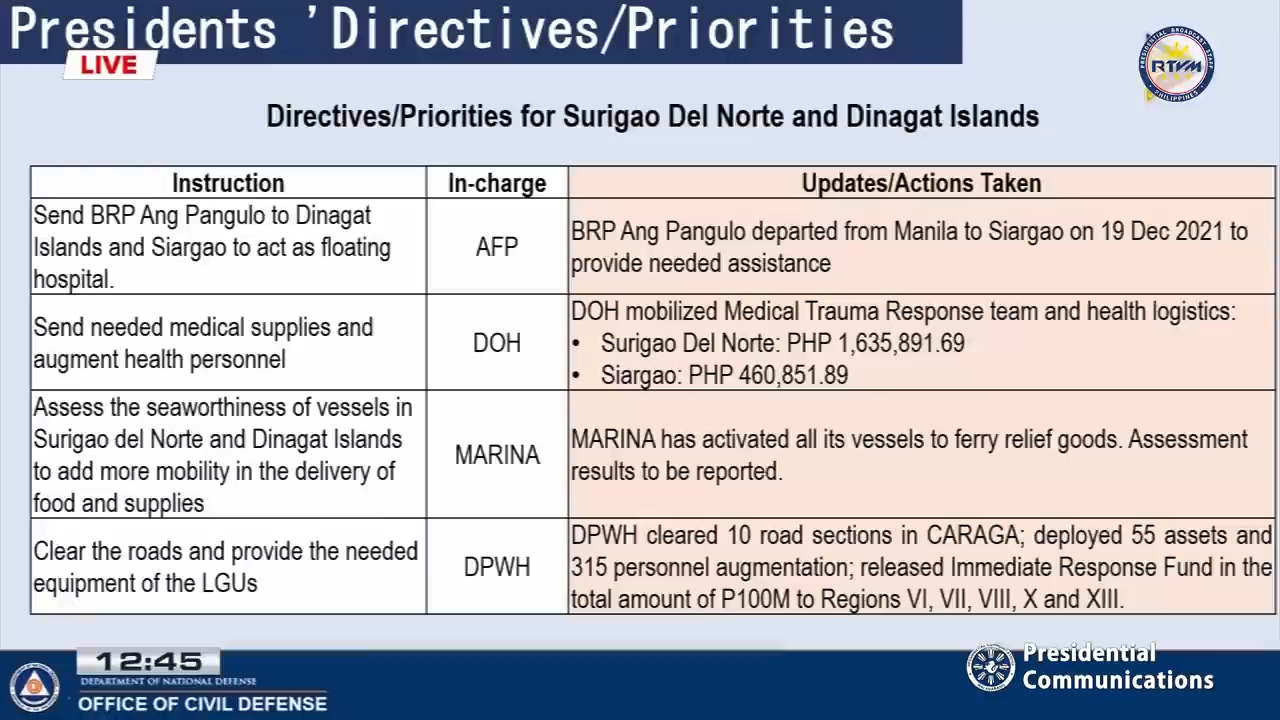 Presidents 'Directives/Priorities
LIVE
PRESIDENTIAL BROADCAST STAFF
RTVM
PHILIPPINES
Directives/Priorities for Surigao Del Norte and Dinagat Islands
Instruction
In-charge
Updates/Actions Taken
Send BRP Ang Pangulo to Dinagat
Islands and Siargao to act as floating
hospital.
AFP
BRP Ang Pangulo departed from Manila to Siargao on 19 Dec 2021 to
provide needed assistance
Send needed medical supplies and
augment health personnel
DOH
DOH mobilized Medical Trauma Response team and health logistics:
• Surigao Del Norte: PHP 1,635,891.69
• Siargao: PHP 460,851.89
Assess the seaworthiness of vessels in
Surigao del Norte and Dinagat Islands
to add more mobility in the delivery of
food and supplies
MARINA
MARINA has activated all its vessels to ferry relief goods. Assessment
results to be reported.
Clear the roads and provide the needed
equipment of the LGUs
DPWH
DPWH cleared 10 road sections in CARAGA; deployed 55 assets and
315 personnel augmentation; released Immediate Response Fund in the
total amount of P100M to Regions VI, VII, VIII, X and XIII.
12:45
DEPARTMENT OF NATIONAL DEFENSE
OFFICE OF CIVIL DEFENSE
Presidential
Communications